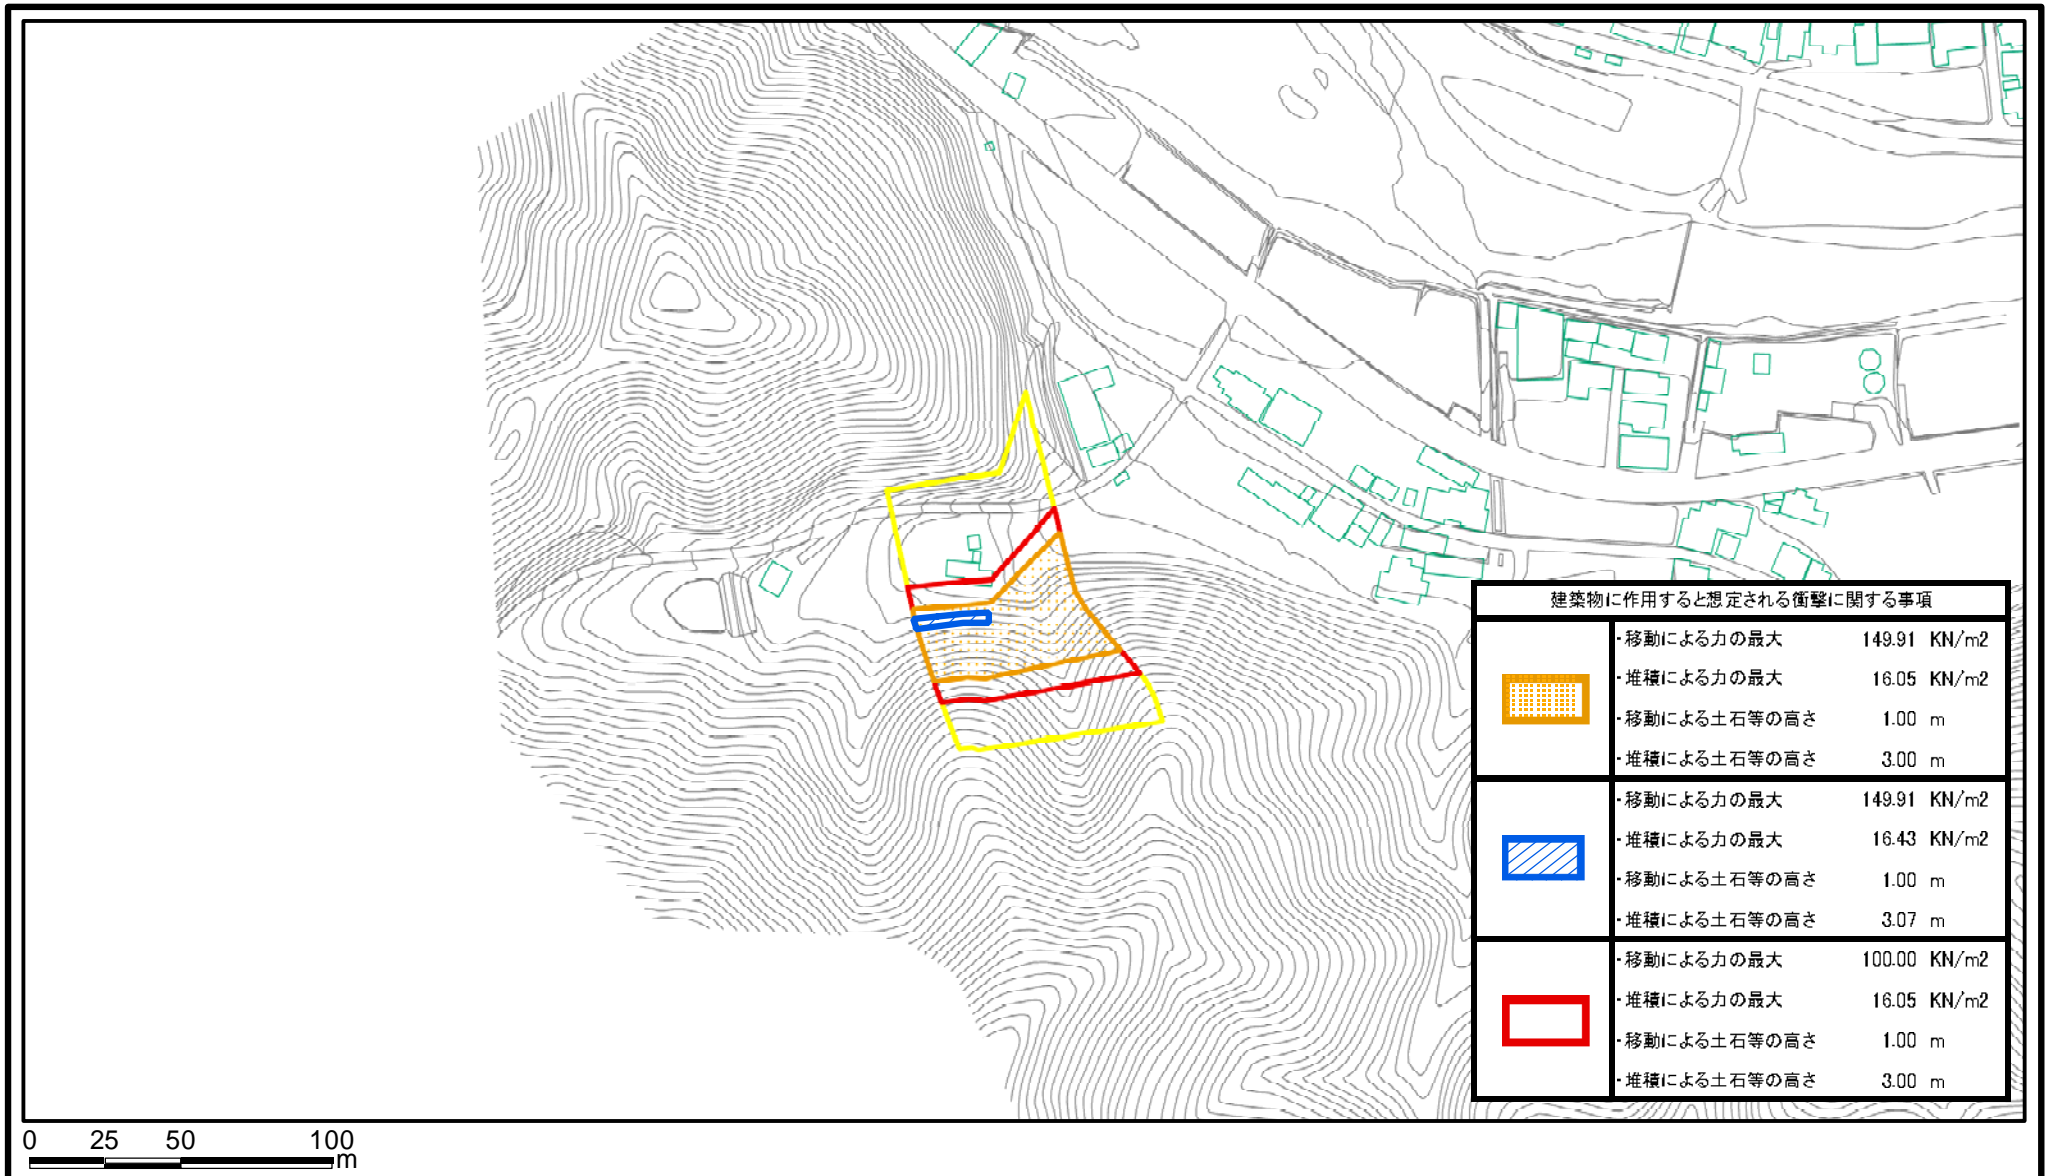 建築物に作用すると想定される衝撃に関する事項
・移動による力の最大 149.91 KN/m2
・堆積による力の最大 16.05 KN/m2
・移動による土石等の高さ 1.00 m
・堆積による土石等の高さ 3.00 m
・移動による力の最大 149.91 KN/m2
・堆積による力の最大 16.43 KN/m2
・移動による土石等の高さ 1.00 m
・堆積による土石等の高さ 3.07 m
・移動による力の最大 100.00 KN/m2
・堆積による力の最大 16.05 KN/m2
・移動による土石等の高さ 1.00 m
・堆積による土石等の高さ 3.00 m
0 25 50 100
m